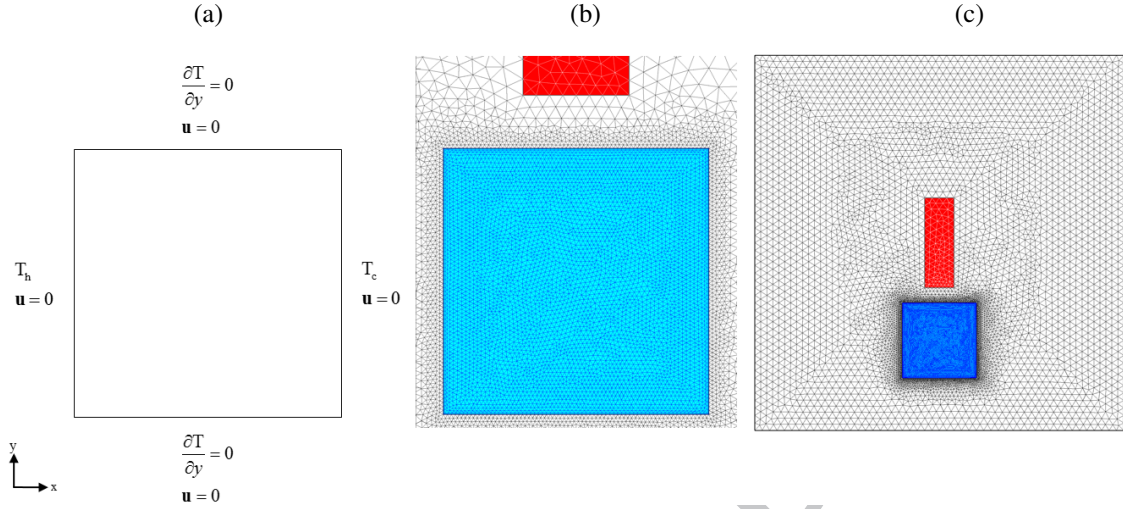 (a) (b) (c)
∂T/∂y = 0
u = 0
T_h
u = 0
T_c
u = 0
∂T/∂y = 0
u = 0
y
x